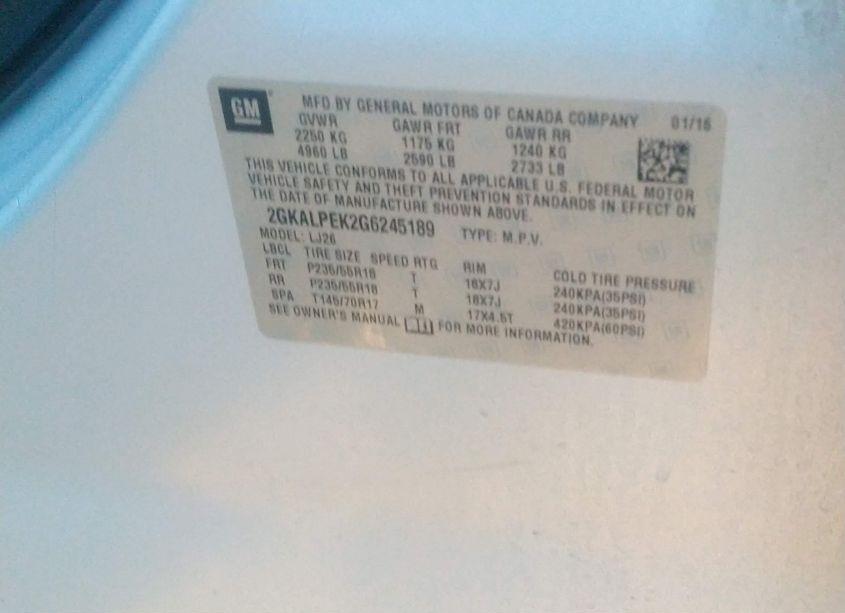 GM
MFD BY GENERAL MOTORS OF CANADA COMPANY 01/16
GVWR GAWR FRT GAWR RR
2250 KG 1175 KG 1240 KG
4960 LB 2590 LB 2733 LB
THIS VEHICLE CONFORMS TO ALL APPLICABLE U.S. FEDERAL MOTOR
VEHICLE SAFETY AND THEFT PREVENTION STANDARDS IN EFFECT ON
THE DATE OF MANUFACTURE SHOWN ABOVE.
2GKALPEK2G6245189 TYPE: M.P.V.
MODEL: LJ26
LBCL TIRE SIZE SPEED RTG RIM COLD TIRE PRESSURE
FRT P235/55R18 T 18X7J 240KPA(35PSI)
RR P235/55R18 T 18X7J 240KPA(35PSI)
SPA T145/70R17 M 17X4.5T 420KPA(60PSI)
SEE OWNER'S MANUAL FOR MORE INFORMATION.